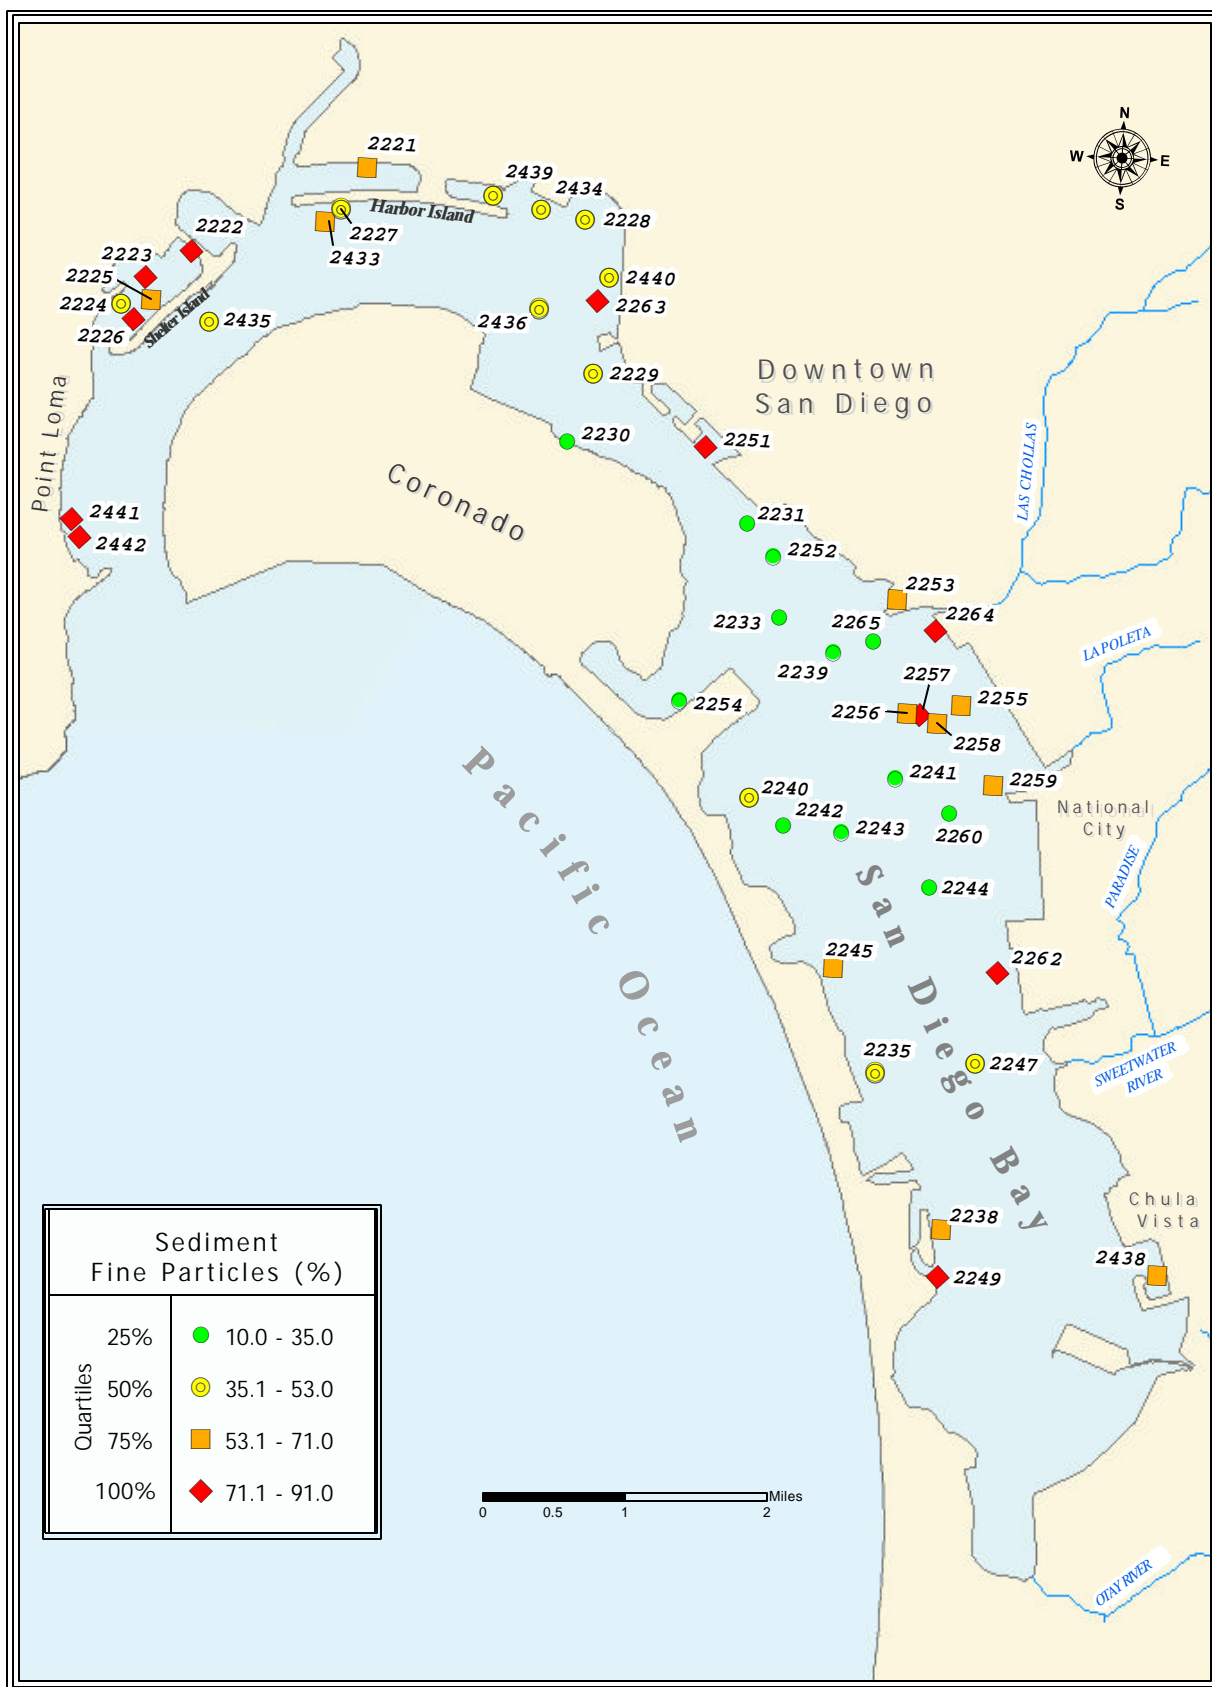 N
W E
S
2221
2439
2434
Harbor Island
2228
2222
2227
2433
2223
2225
2440
2224
2263
Shelter Island
2435
2436
2226
Downtown
San Diego
2229
Point Loma
2230
2251
LAS CHOLLAS
Coronado
2441
2231
2442
2252
2253
2233
2265
2264
LA POLETA
2239
2257
2254
2256
2255
2258
2241
2259
2240
National
City
2242
2243
2260
PARADISE
Pacific Ocean
2244
San Diego Bay
2245
2262
2235
2247
SWEETWATER
RIVER
Chula
Vista
2238
2438
2249
Sediment
Fine Particles (%)
Quartiles
25% 10.0 - 35.0
50% 35.1 - 53.0
75% 53.1 - 71.0
100% 71.1 - 91.0
Miles
0 0.5 1 2
OTAY RIVER